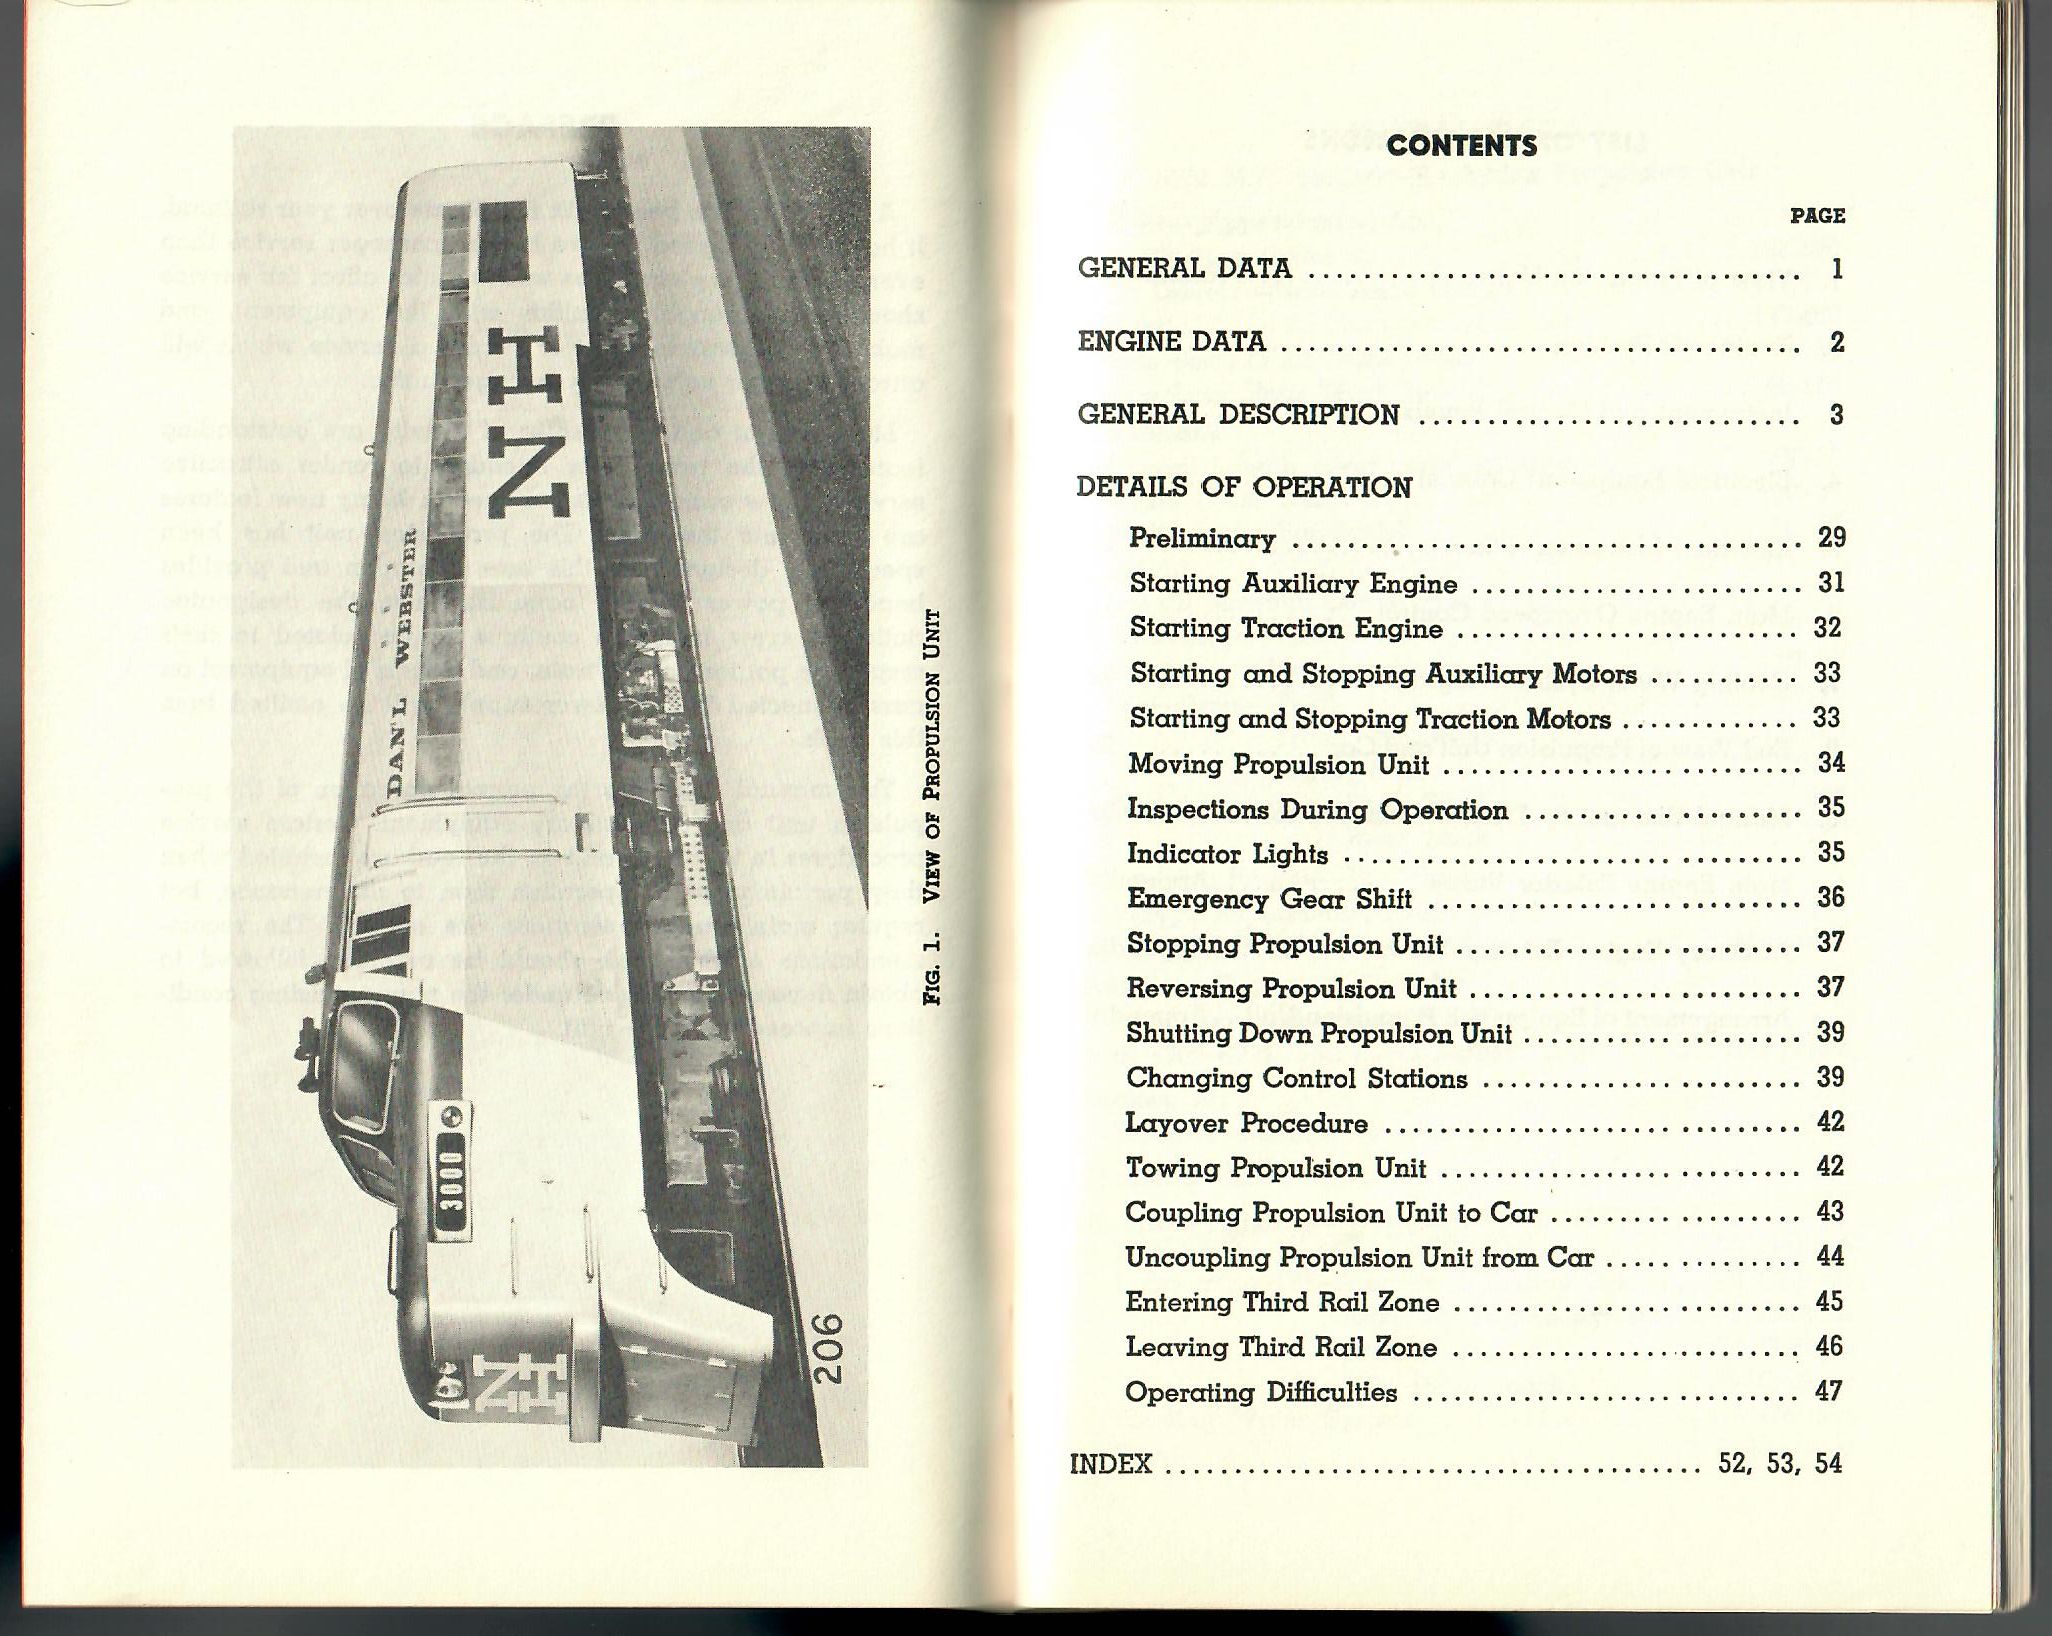 NH
DAN'L WEBSTER
3000
NH
206
FIG. 1. VIEW OF PROPULSION UNIT
CONTENTS
PAGE
GENERAL DATA .................................... 1
ENGINE DATA ...................................... 2
GENERAL DESCRIPTION ............................ 3
DETAILS OF OPERATION
Preliminary ..................................... 29
Starting Auxiliary Engine ........................ 31
Starting Traction Engine ......................... 32
Starting and Stopping Auxiliary Motors ........... 33
Starting and Stopping Traction Motors ............. 33
Moving Propulsion Unit .......................... 34
Inspections During Operation .................... 35
Indicator Lights ................................. 35
Emergency Gear Shift ........................... 36
Stopping Propulsion Unit ......................... 37
Reversing Propulsion Unit ........................ 37
Shutting Down Propulsion Unit .................... 39
Changing Control Stations ....................... 39
Layover Procedure .............................. 42
Towing Propulsion Unit .......................... 42
Coupling Propulsion Unit to Car .................. 43
Uncoupling Propulsion Unit from Car .............. 44
Entering Third Rail Zone ......................... 45
Leaving Third Rail Zone ......................... 46
Operating Difficulties ............................ 47
INDEX ....................................... 52, 53, 54